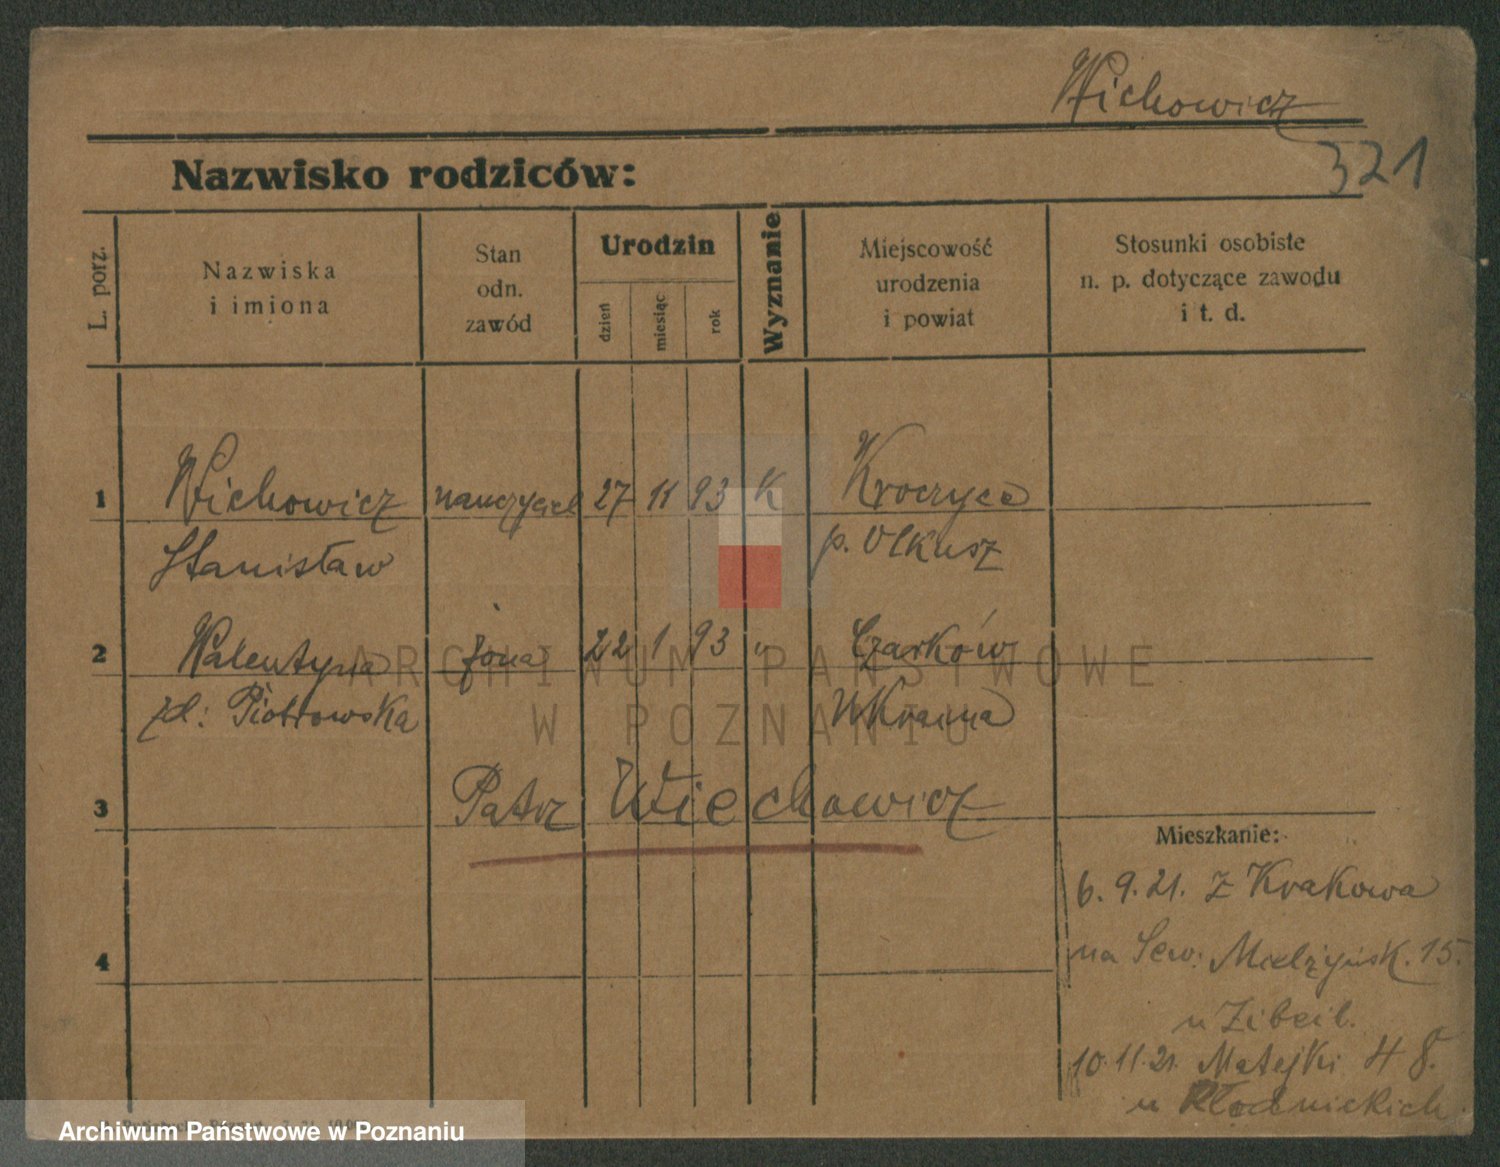 Wichowicz
321
Nazwisko rodziców:
L. porz.
Nazwiska
i imiona
Stan
odn.
zawód
Urodzin
dzień
miesiąc
rok
Wyznanie
Miejscowość
urodzenia
i powiat
Stosunki osobiste
n. p. dotyczące zawodu
i t. d.
1 Wichowicz nauczyciel 27 11 93 K Kroczyce
Stanisław p. Olkusz
2 Walentyna żona 22 1 93 " Czarków
zd: Piotrowska Ukraina
3 Patrz Wiechowicz
Mieszkanie:
6. 9. 21. z Krakowa
4 na Sew. Mielżyńsk. 15.
u
10.11.21. Matejki 48.
u
ARCHIWUM PAŃSTWOWE
W POZNANIU
Archiwum Państwowe w Poznaniu